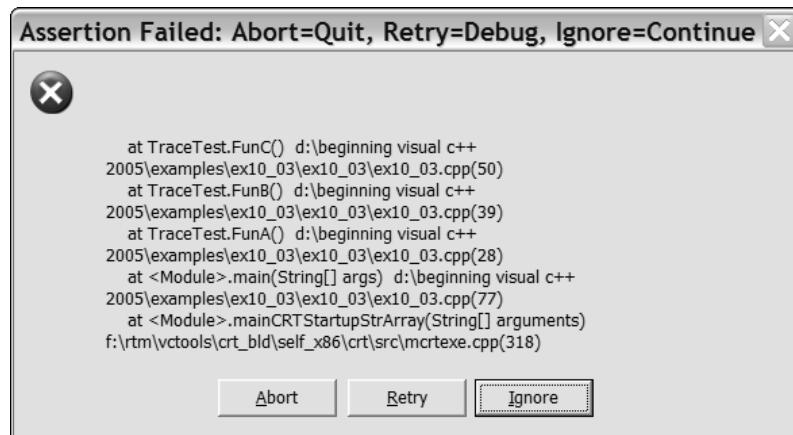 Assertion Failed: Abort=Quit, Retry=Debug, Ignore=Continue
at TraceTest.FunC() d:\beginning visual c++
2005\examples\ex10_03\ex10_03\ex10_03.cpp(50)
at TraceTest.FunB() d:\beginning visual c++
2005\examples\ex10_03\ex10_03\ex10_03.cpp(39)
at TraceTest.FunA() d:\beginning visual c++
2005\examples\ex10_03\ex10_03\ex10_03.cpp(28)
at <Module>.main(String[] args) d:\beginning visual c++
2005\examples\ex10_03\ex10_03\ex10_03.cpp(77)
at <Module>.mainCRTStartupStrArray(String[] arguments)
f:\rtm\vctools\crt_bld\self_x86\crt\src\mcrtexe.cpp(318)
Abort Retry Ignore